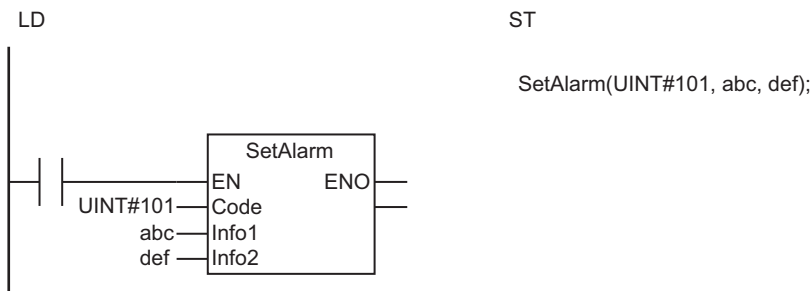 LD
ST
SetAlarm(UINT#101, abc, def);
SetAlarm
EN ENO
UINT#101 Code
abc Info1
def Info2